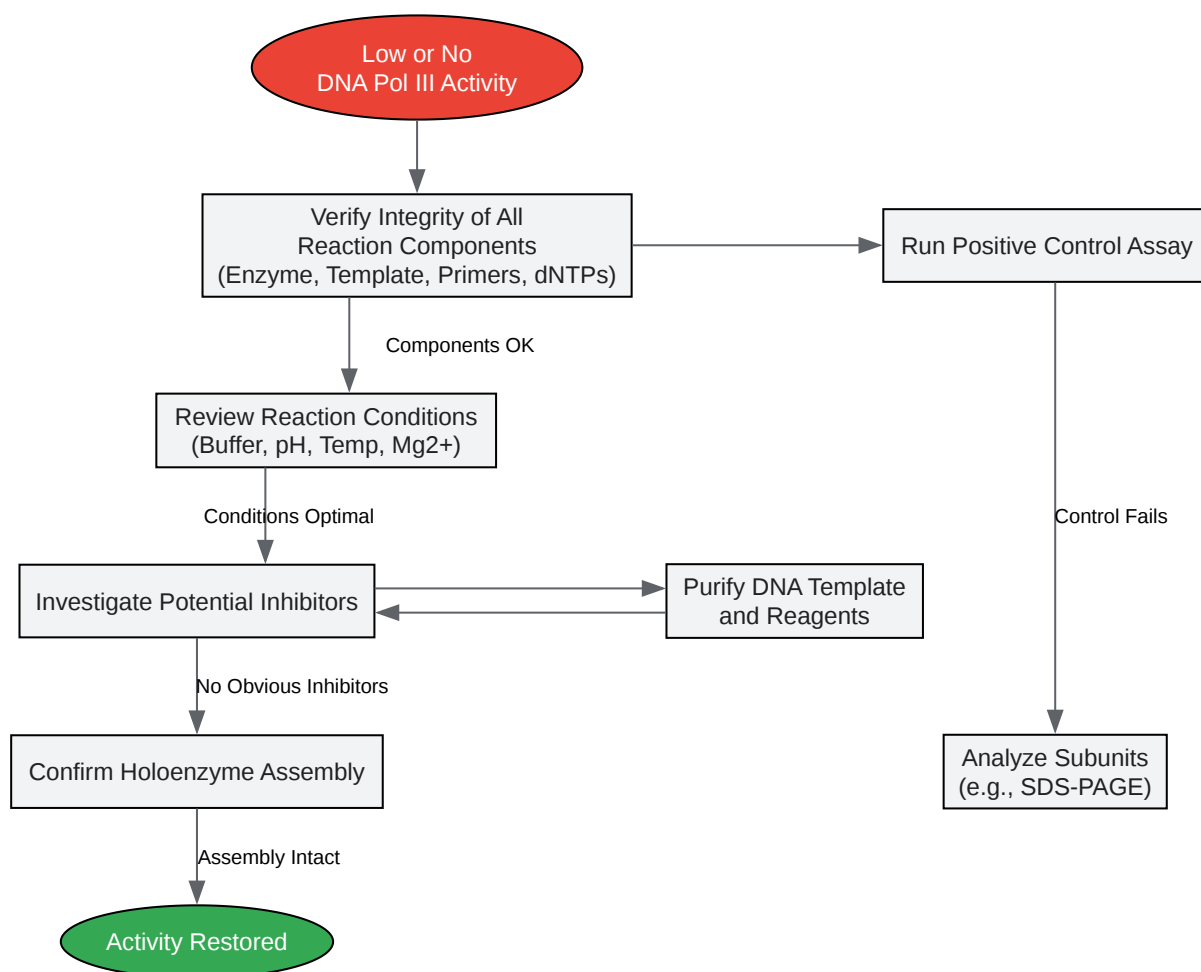 Low or No
DNA Pol III Activity
Verify Integrity of All
Reaction Components
(Enzyme, Template, Primers, dNTPs)
Run Positive Control Assay
Components OK
Review Reaction Conditions
(Buffer, pH, Temp, Mg2+)
Conditions Optimal
Control Fails
Investigate Potential Inhibitors
Purify DNA Template
and Reagents
No Obvious Inhibitors
Confirm Holoenzyme Assembly
Analyze Subunits
(e.g., SDS-PAGE)
Assembly Intact
Activity Restored